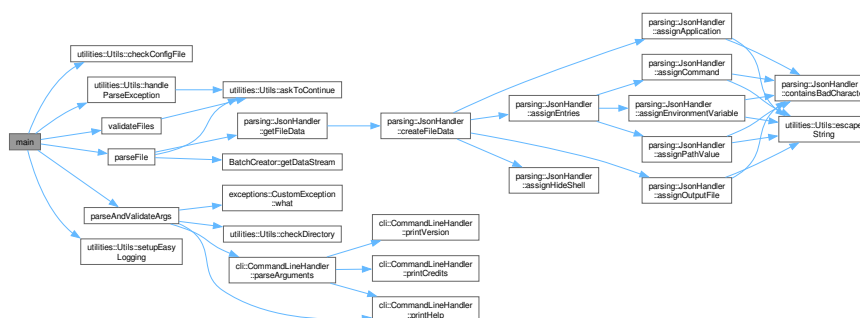 main
utilities::Utils::checkConfigFile
utilities::Utils::handle
ParseException
validateFiles
parseFile
parseAndValidateArgs
utilities::Utils::setupEasy
Logging
utilities::Utils::askToContinue
parsing::JsonHandler
::getFileData
BatchCreator::getDataStream
exceptions::CustomException
::what
utilities::Utils::checkDirectory
cli::CommandLineHandler
::parseArguments
parsing::JsonHandler
::createFileData
cli::CommandLineHandler
::printVersion
cli::CommandLineHandler
::printCredits
cli::CommandLineHandler
::printHelp
parsing::JsonHandler
::assignEntries
parsing::JsonHandler
::assignHideShell
parsing::JsonHandler
::assignApplication
parsing::JsonHandler
::assignCommand
parsing::JsonHandler
::assignEnvironmentVariable
parsing::JsonHandler
::assignPathValue
parsing::JsonHandler
::assignOutputFile
parsing::JsonHandler
::containsBadCharacte
utilities::Utils::escape
String